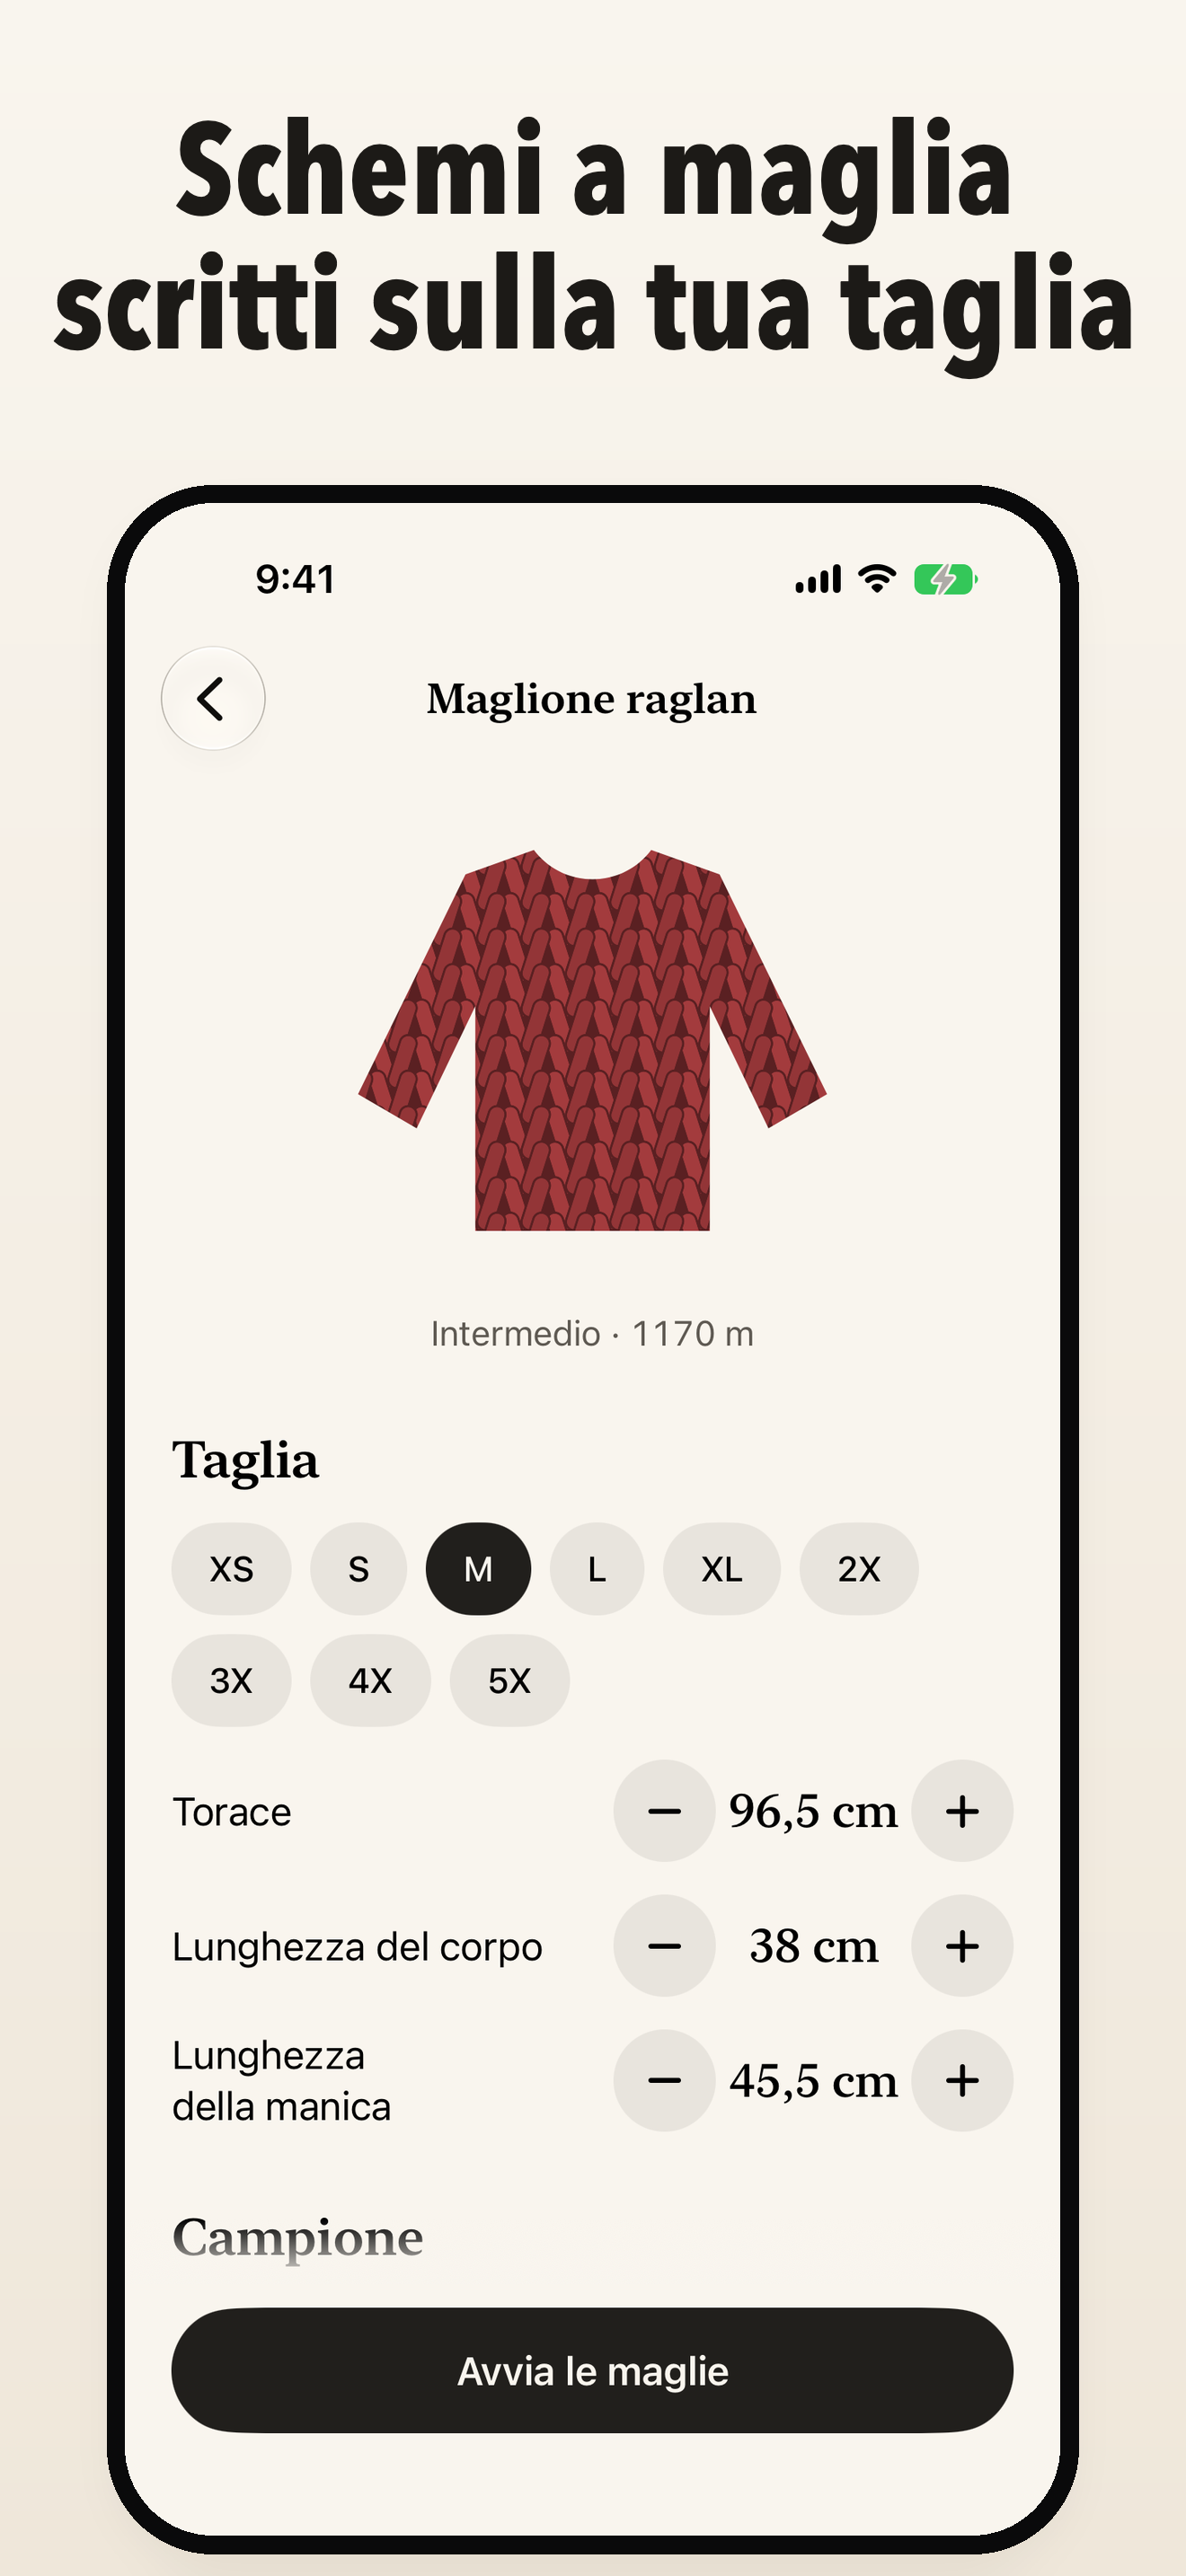 Schemi a maglia
scritti sulla tua taglia
9:41
Maglione raglan
Intermedio · 1170 m
Taglia
XS S M L XL 2X
3X 4X 5X
Torace − 96,5 cm +
Lunghezza del corpo − 38 cm +
Lunghezza
della manica − 45,5 cm +
Campione
Avvia le maglie